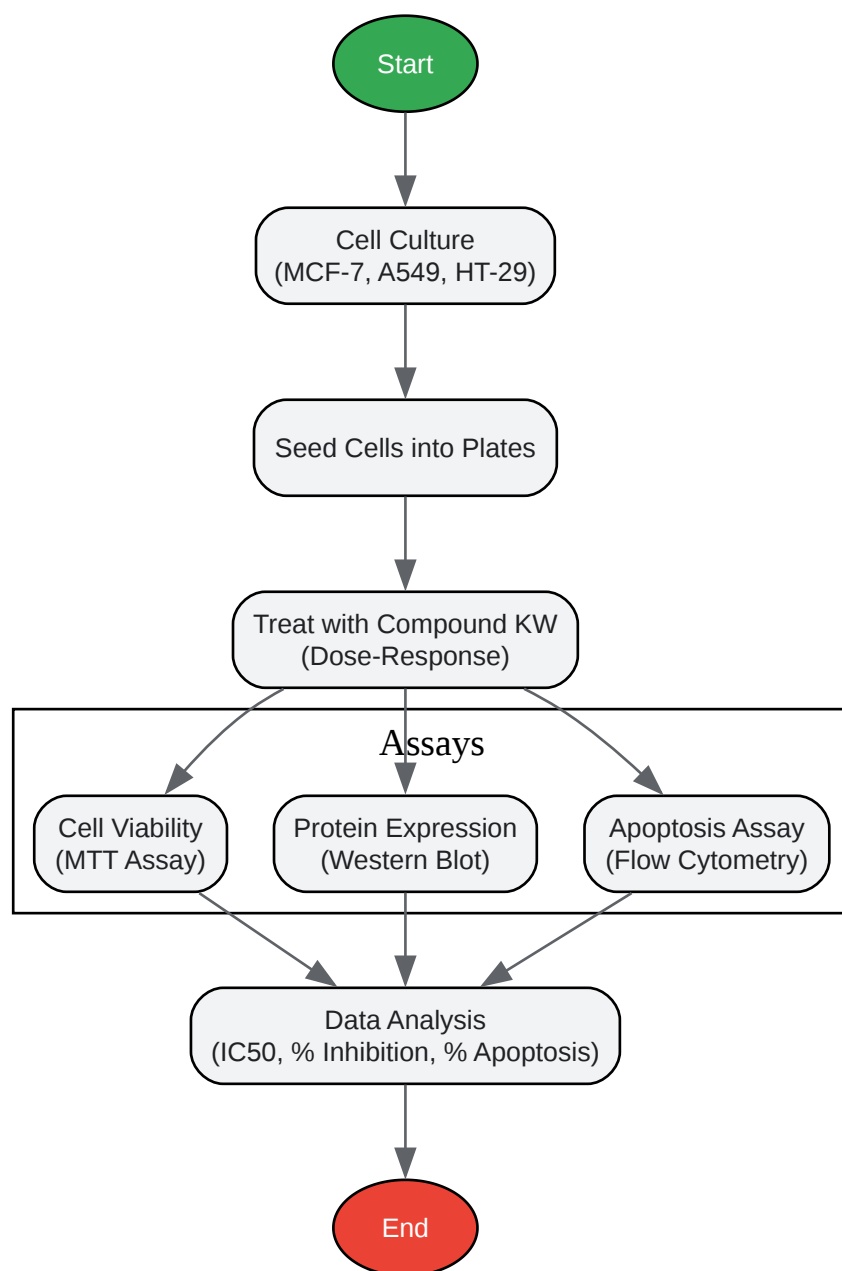 Start
Cell Culture
(MCF-7, A549, HT-29)
Seed Cells into Plates
Treat with Compound KW
(Dose-Response)
Assays
Cell Viability
(MTT Assay)
Protein Expression
(Western Blot)
Apoptosis Assay
(Flow Cytometry)
Data Analysis
(IC50, % Inhibition, % Apoptosis)
End